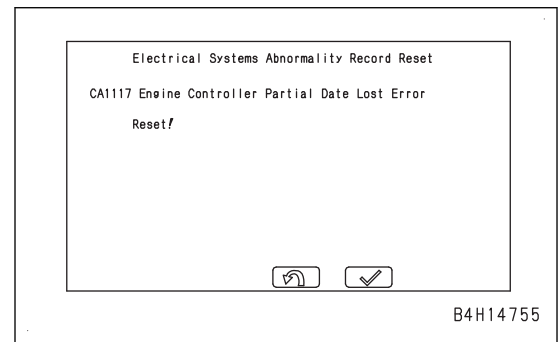 Electrical Systems Abnormality Record Reset
CA1117 Engine Controller Partial Date Lost Error
Reset!
B4H14755